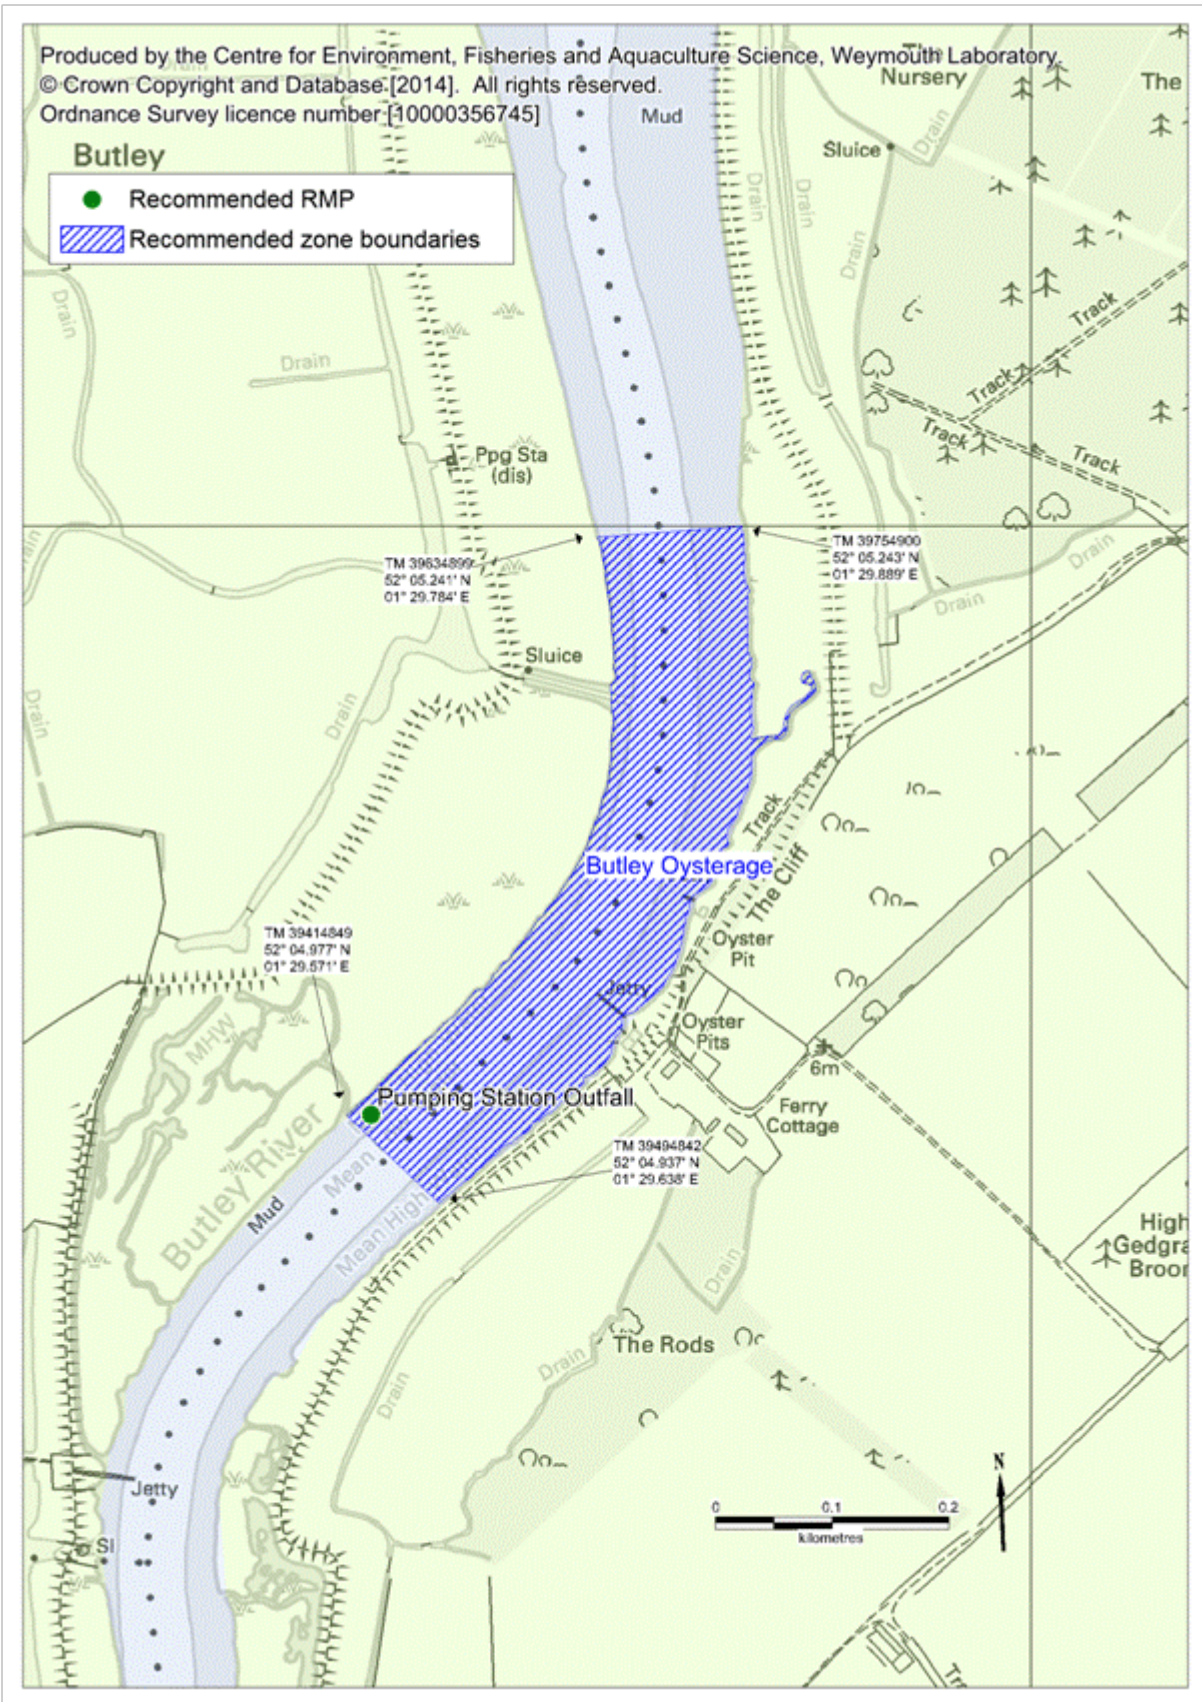 Produced by the Centre for Environment, Fisheries and Aquaculture Science, Weymouth Laboratory.
© Crown Copyright and Database [2014]. All rights reserved.
Ordnance Survey licence number [10000356745]
Drain
Mud
The
Nursery
The
Butley
Recommended RMP
Recommended zone boundaries
Sluice
Drain
Drain
Drain
Drain
Drain
Drain
Track
Track
Track
Track
Ppg Sta
(dis)
TM 39634899
52° 05.241' N
01° 29.784' E
TM 39754900
52° 05.243' N
01° 29.889' E
Drain
Drain
Sluice
Drain
Drain
Track
The Cliff
Butley Oysterage
TM 39414849
52° 04.977' N
01° 29.571' E
Oyster
Pit
Jetty
Oyster
Pits
MHW
6m
Pumping Station Outfall
Ferry
Cottage
TM 39494842
52° 04.937' N
01° 29.638' E
Butley River
Mud
Mean
Mean High
High
Gedgra
Broom
Drain
The Rods
Drain
Drain
Jetty
Sl
N
0 0.1 0.2
kilometres